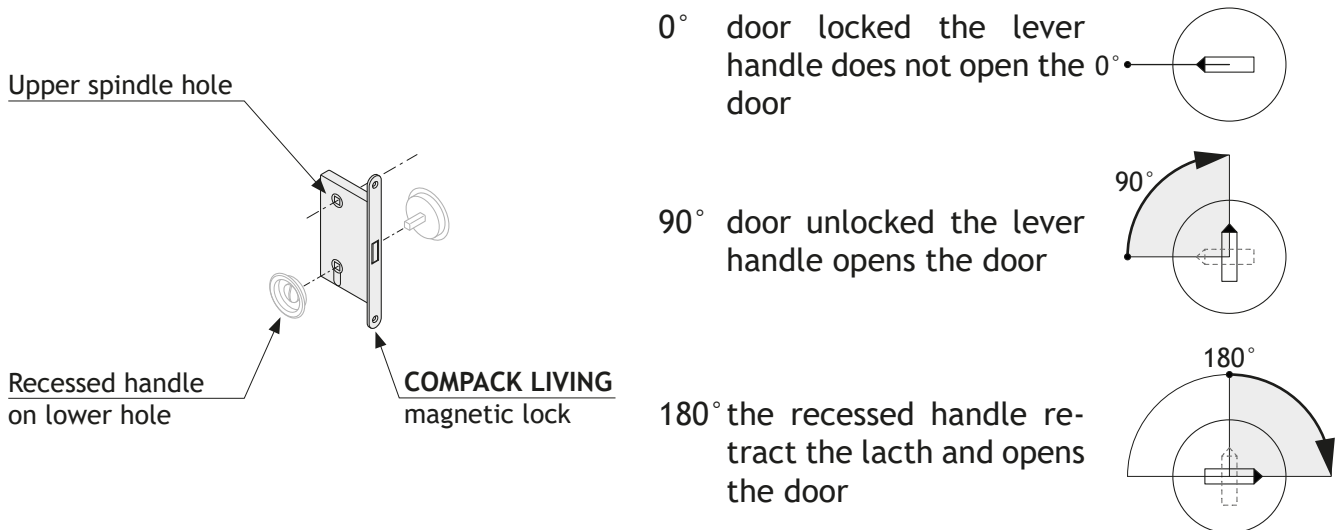 Upper spindle hole
Recessed handle
on lower hole
COMPACK LIVING
magnetic lock
0° door locked the lever
handle does not open the
door
0°
90° door unlocked the lever
handle opens the door
90°
180° the recessed handle re-
tract the lacth and opens
the door
180°